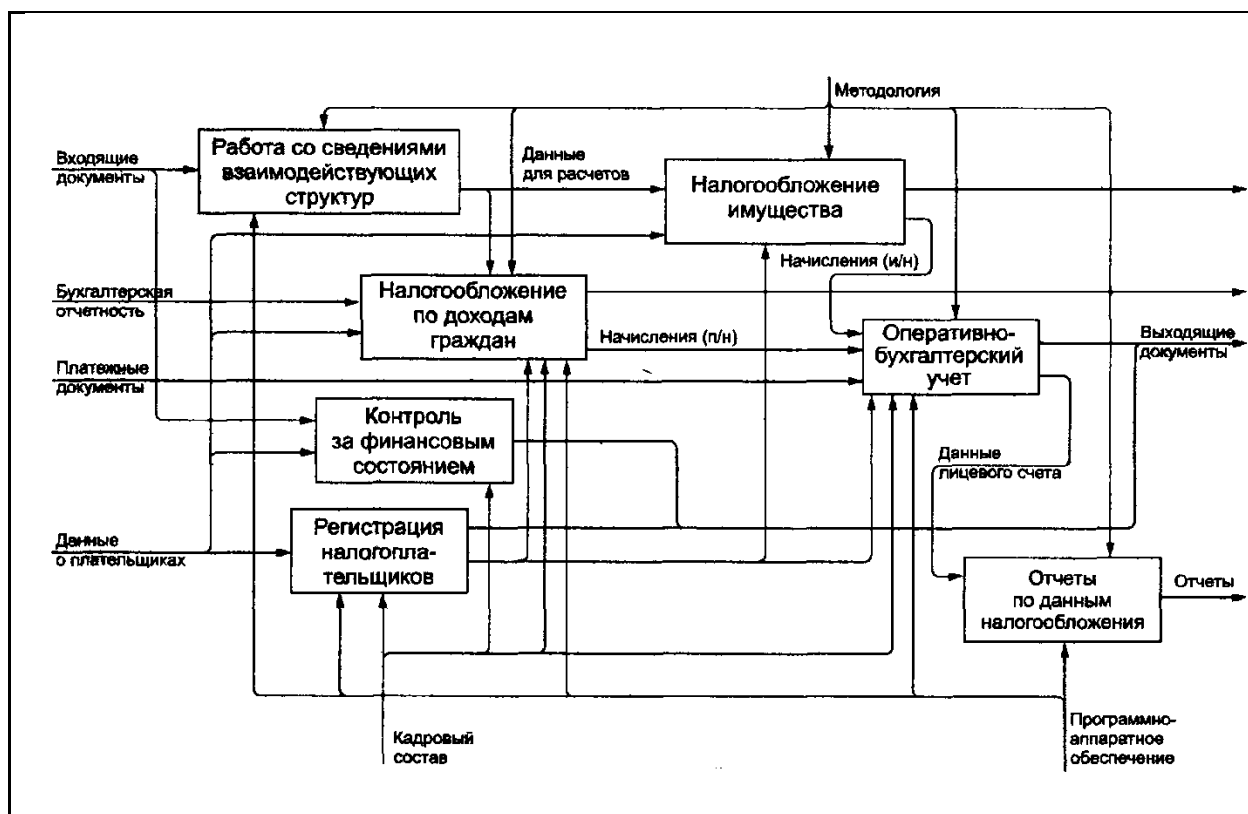 Методология
Работа со сведениями
взаимодействующих
структур
Входящие
документы
Данные
для расчетов
Налогообложение
имущества
Начисления (и/н)
Бухгалтерская
отчетность
Налогообложение
по доходам
граждан
Начисления (п/н)
Оперативно-
бухгалтерский
учет
Выходящие
документы
Платежные
документы
Контроль
за финансовым
состоянием
Данные
лицевого счета
Данные
о плательщиках
Регистрация
налогопла-
тельщиков
Отчеты
по данным
налогообложения
Отчеты
Кадровый
состав
Программно-
аппаратное
обеспечение